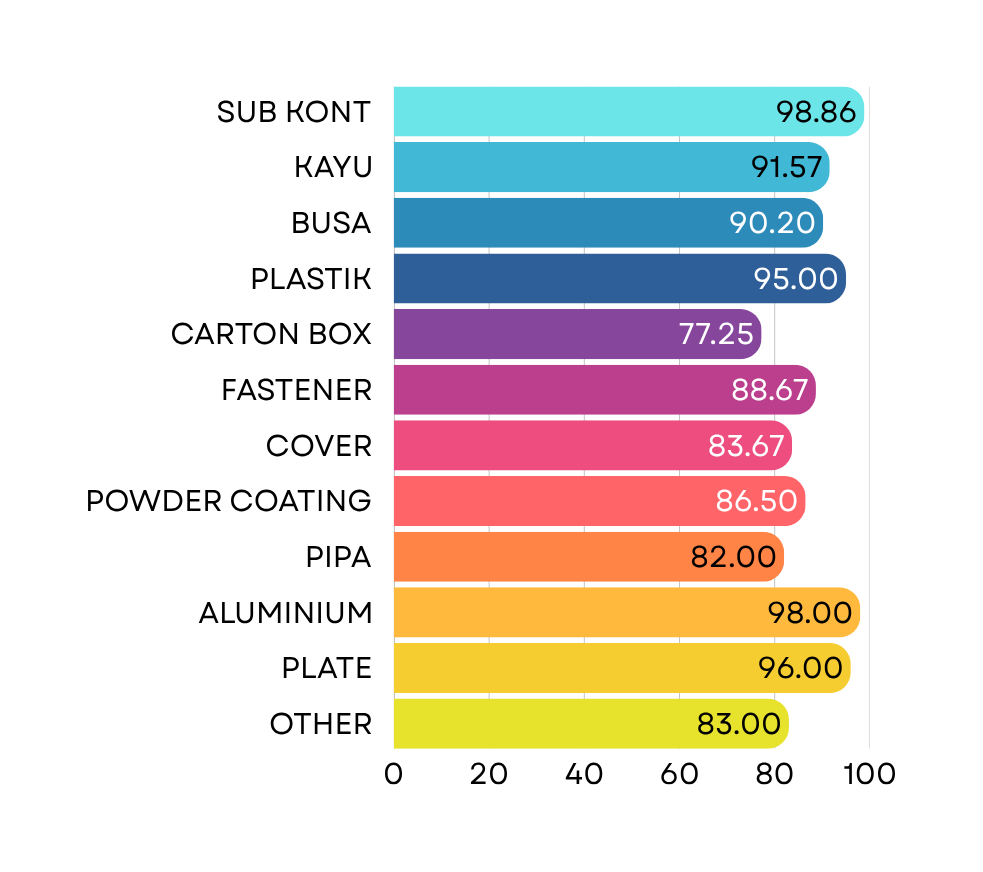 SUB KONT 98.86
KAYU 91.57
BUSA 90.20
PLASTIK 95.00
CARTON BOX 77.25
FASTENER 88.67
COVER 83.67
POWDER COATING 86.50
PIPA 82.00
ALUMINIUM 98.00
PLATE 96.00
OTHER 83.00
0 20 40 60 80 100